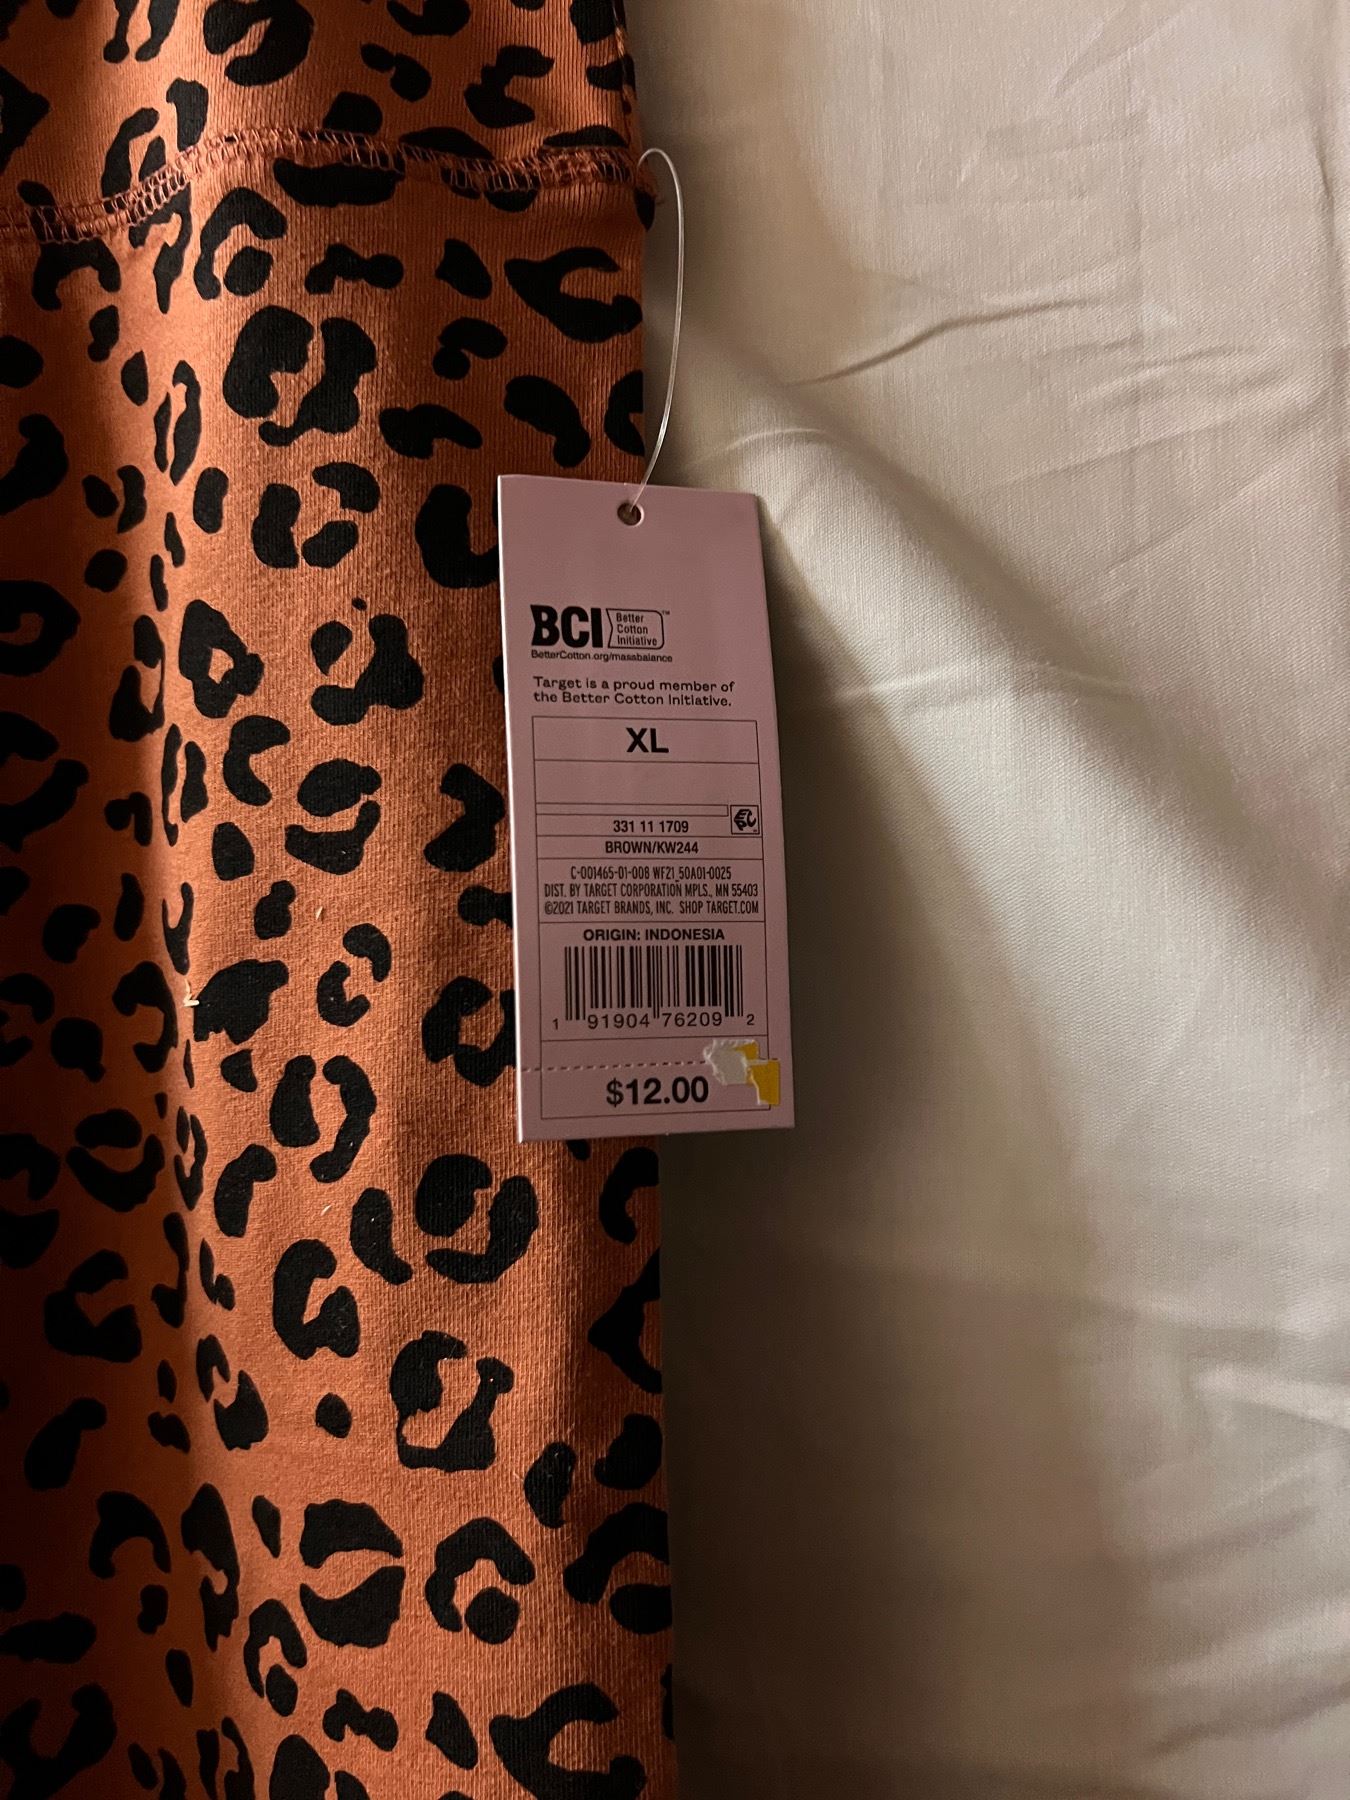 BCI Better Cotton Initiative™
BetterCotton.org/massbalance
Target is a proud member of
the Better Cotton Initiative.
XL
331 11 1709
BROWN/KW244
C-001465-01-008 WF21_50A01-0025
DIST. BY TARGET CORPORATION MPLS., MN 55403
©2021 TARGET BRANDS, INC. SHOP TARGET.COM
ORIGIN: INDONESIA
1 91904 76209 2
$12.00